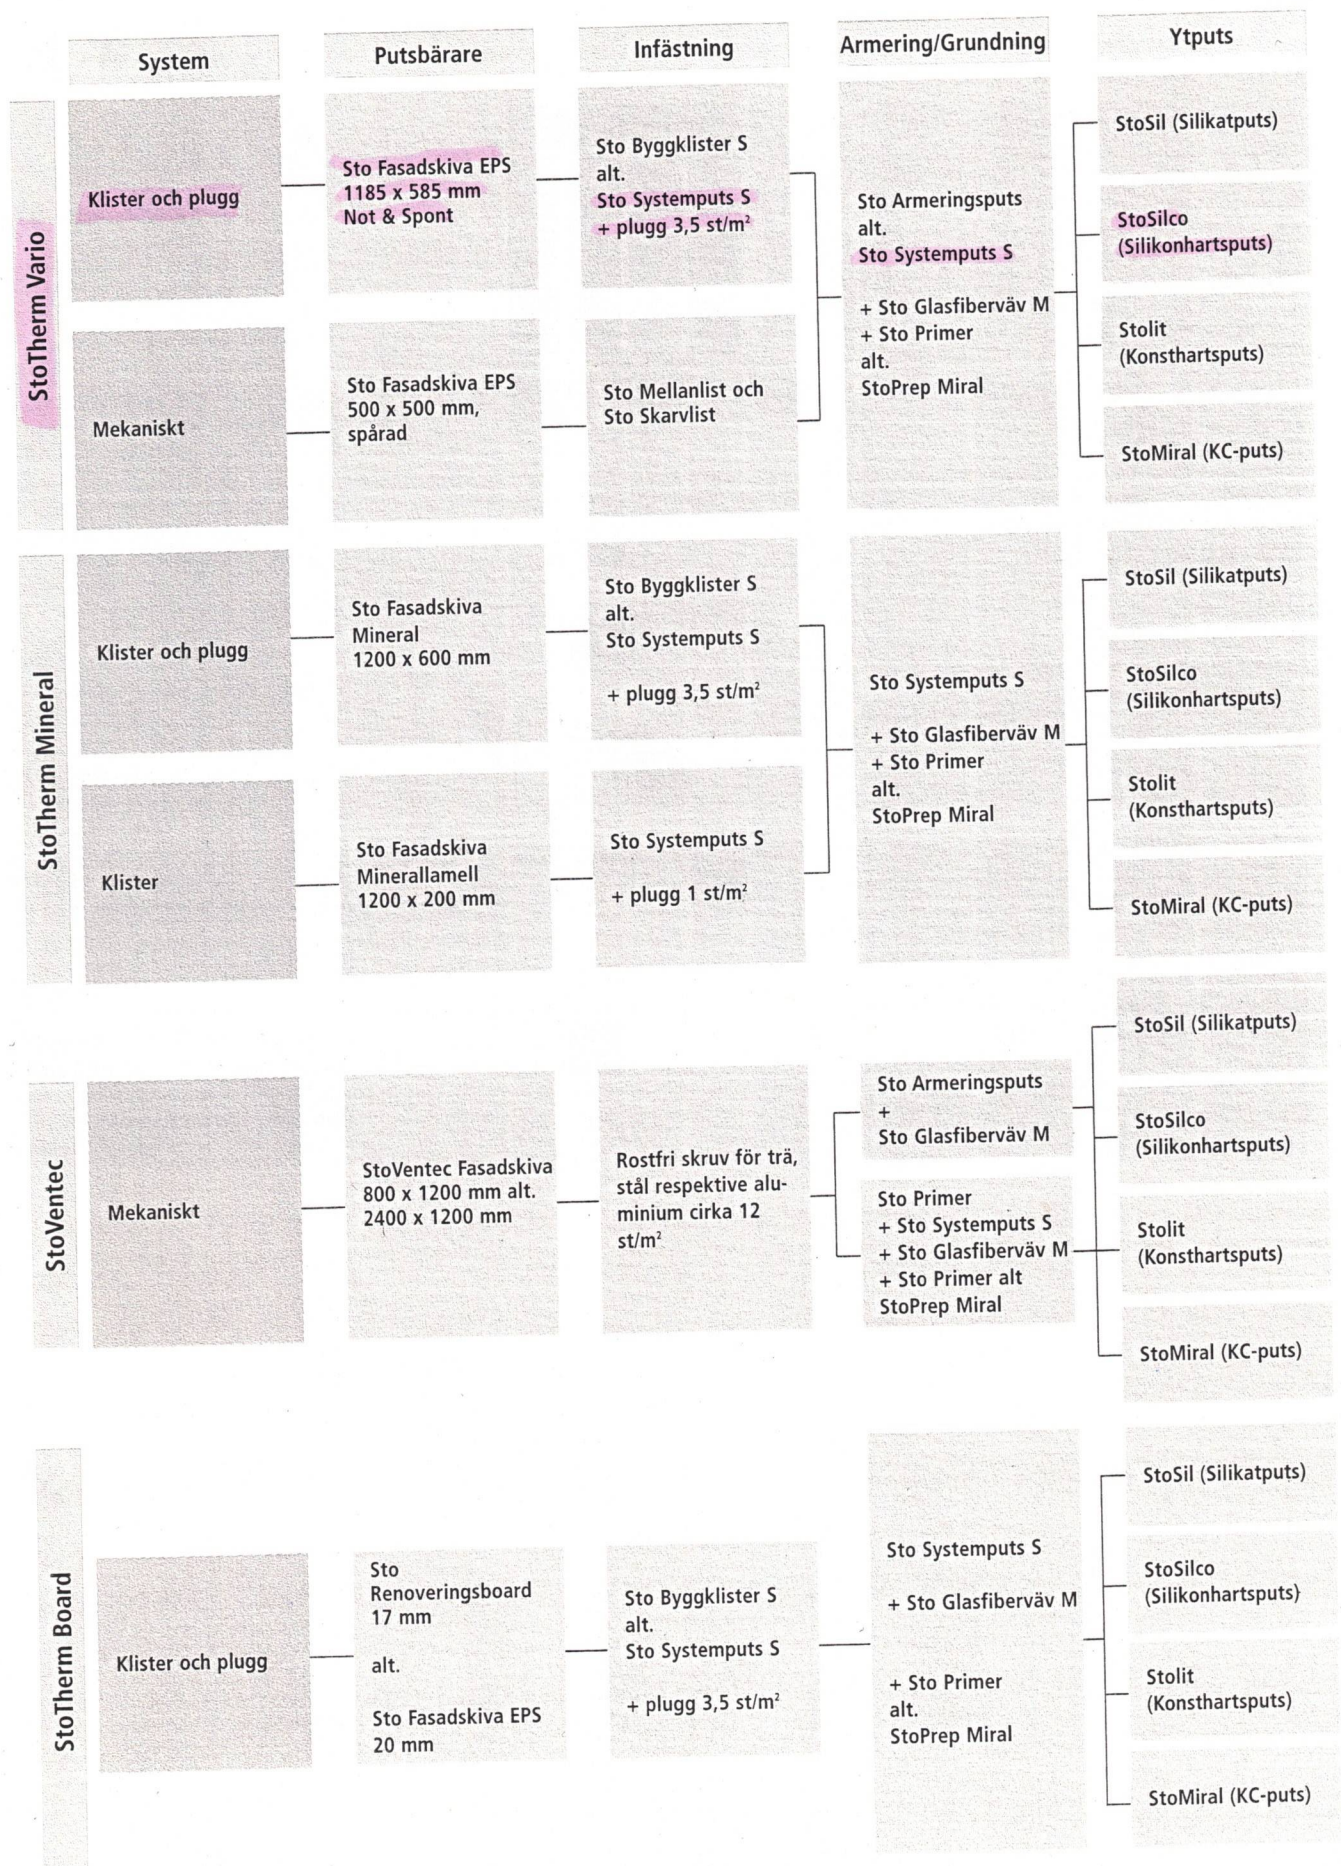 System
Putsbärare
Infästning
Armering/Grundning
Ytputs
StoTherm Vario
Klister och plugg
Sto Fasadskiva EPS
1185 x 585 mm
Not & Spont
Sto Byggklister S
alt.
Sto Systemputs S
+ plugg 3,5 st/m²
Mekaniskt
Sto Fasadskiva EPS
500 x 500 mm,
spårad
Sto Mellanlist och
Sto Skarvlist
Sto Armeringsputs
alt.
Sto Systemputs S
+ Sto Glasfiberväv M
+ Sto Primer
alt.
StoPrep Miral
StoSil (Silikatputs)
StoSilco
(Silikonhartsputs)
Stolit
(Konsthartsputs)
StoMiral (KC-puts)
StoTherm Mineral
Klister och plugg
Sto Fasadskiva
Mineral
1200 x 600 mm
Sto Byggklister S
alt.
Sto Systemputs S
+ plugg 3,5 st/m²
Klister
Sto Fasadskiva
Minerallamell
1200 x 200 mm
Sto Systemputs S
+ plugg 1 st/m²
Sto Systemputs S
+ Sto Glasfiberväv M
+ Sto Primer
alt.
StoPrep Miral
StoSil (Silikatputs)
StoSilco
(Silikonhartsputs)
Stolit
(Konsthartsputs)
StoMiral (KC-puts)
StoVentec
Mekaniskt
StoVentec Fasadskiva
800 x 1200 mm alt.
2400 x 1200 mm
Rostfri skruv för trä,
stål respektive alu-
minium cirka 12
st/m²
Sto Armeringsputs
+
Sto Glasfiberväv M
Sto Primer
+ Sto Systemputs S
+ Sto Glasfiberväv M
+ Sto Primer alt
StoPrep Miral
StoSil (Silikatputs)
StoSilco
(Silikonhartsputs)
Stolit
(Konsthartsputs)
StoMiral (KC-puts)
StoTherm Board
Klister och plugg
Sto
Renoveringsboard
17 mm
alt.
Sto Fasadskiva EPS
20 mm
Sto Byggklister S
alt.
Sto Systemputs S
+ plugg 3,5 st/m²
Sto Systemputs S
+ Sto Glasfiberväv M
+ Sto Primer
alt.
StoPrep Miral
StoSil (Silikatputs)
StoSilco
(Silikonhartsputs)
Stolit
(Konsthartsputs)
StoMiral (KC-puts)